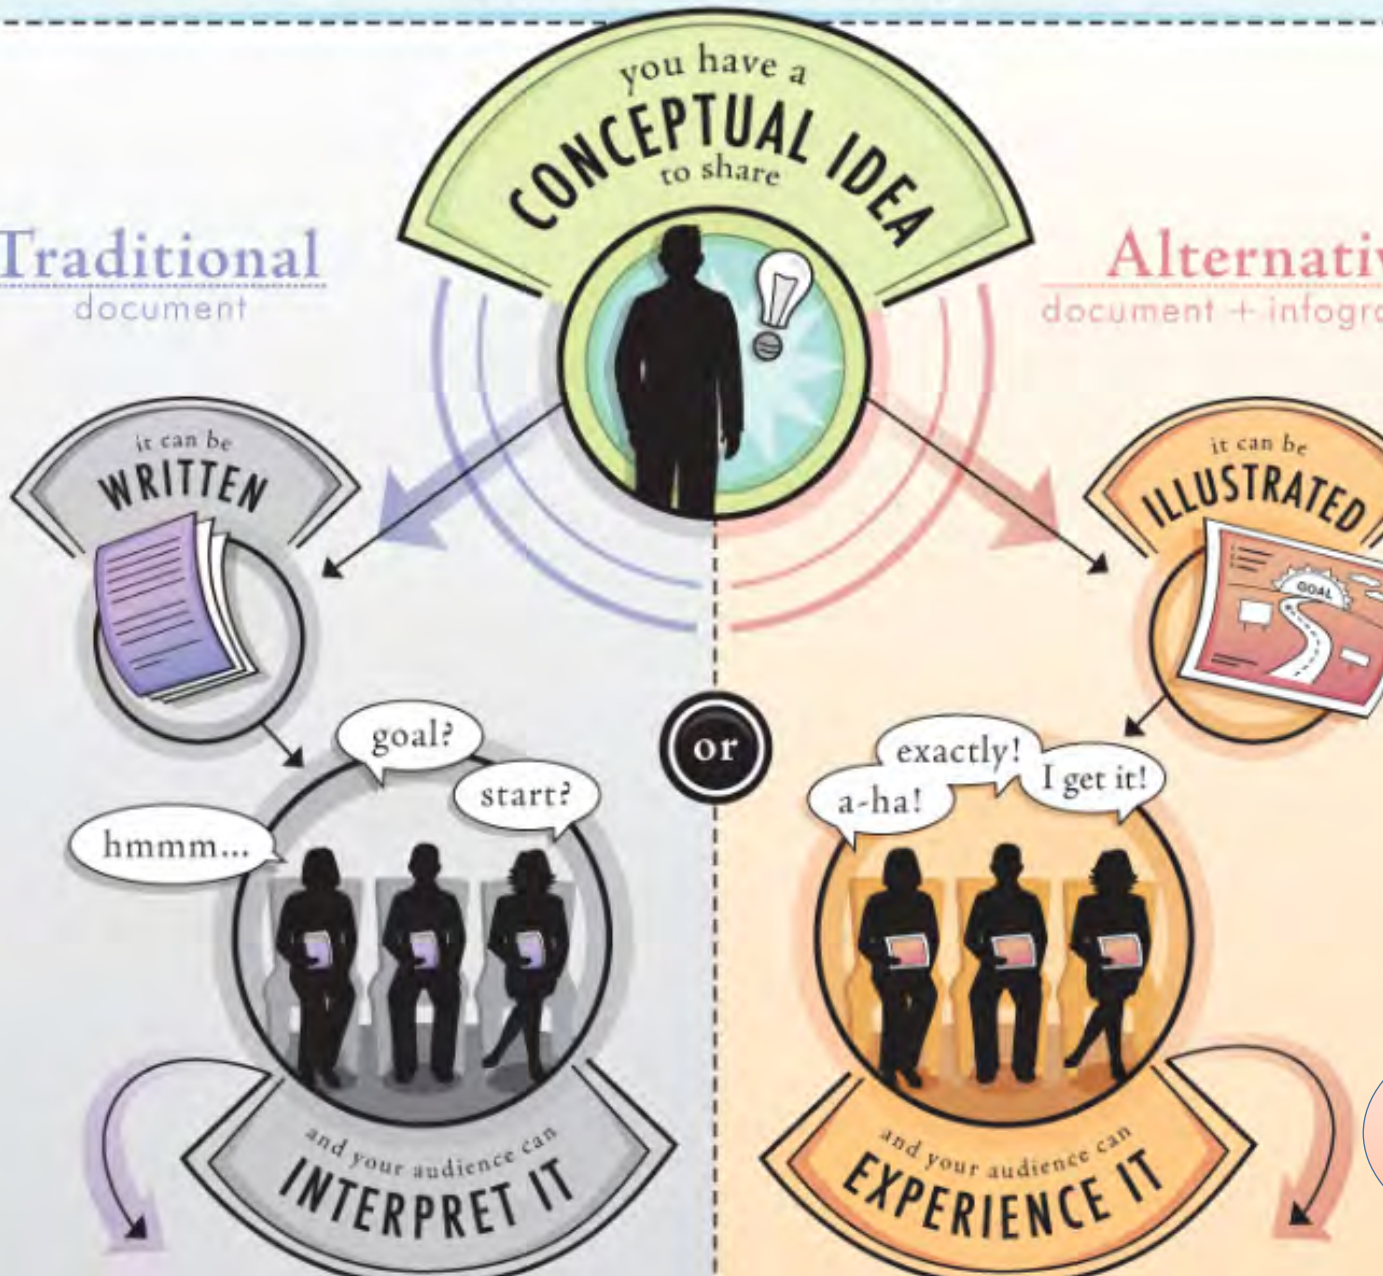 you have a
CONCEPTUAL IDEA
to share
Traditional
document
Alternativ
document + infogra
it can be
WRITTEN
it can be
ILLUSTRATED
GOAL
or
goal?
start?
hmmm...
exactly!
I get it!
a-ha!
and your audience can
INTERPRET IT
and your audience can
EXPERIENCE IT